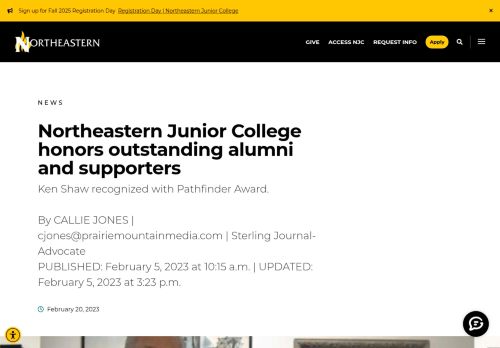 Sign up for Fall 2025 Registration Day Registration Day | Northeastern Junior College ×
NORTHEASTERN
GIVE ACCESS NJC REQUEST INFO Apply
NEWS
Northeastern Junior College
honors outstanding alumni
and supporters
Ken Shaw recognized with Pathfinder Award.
By CALLIE JONES |
cjones@prairiemountainmedia.com | Sterling Journal-
Advocate
PUBLISHED: February 5, 2023 at 10:15 a.m. | UPDATED:
February 5, 2023 at 3:23 p.m.
February 20, 2023